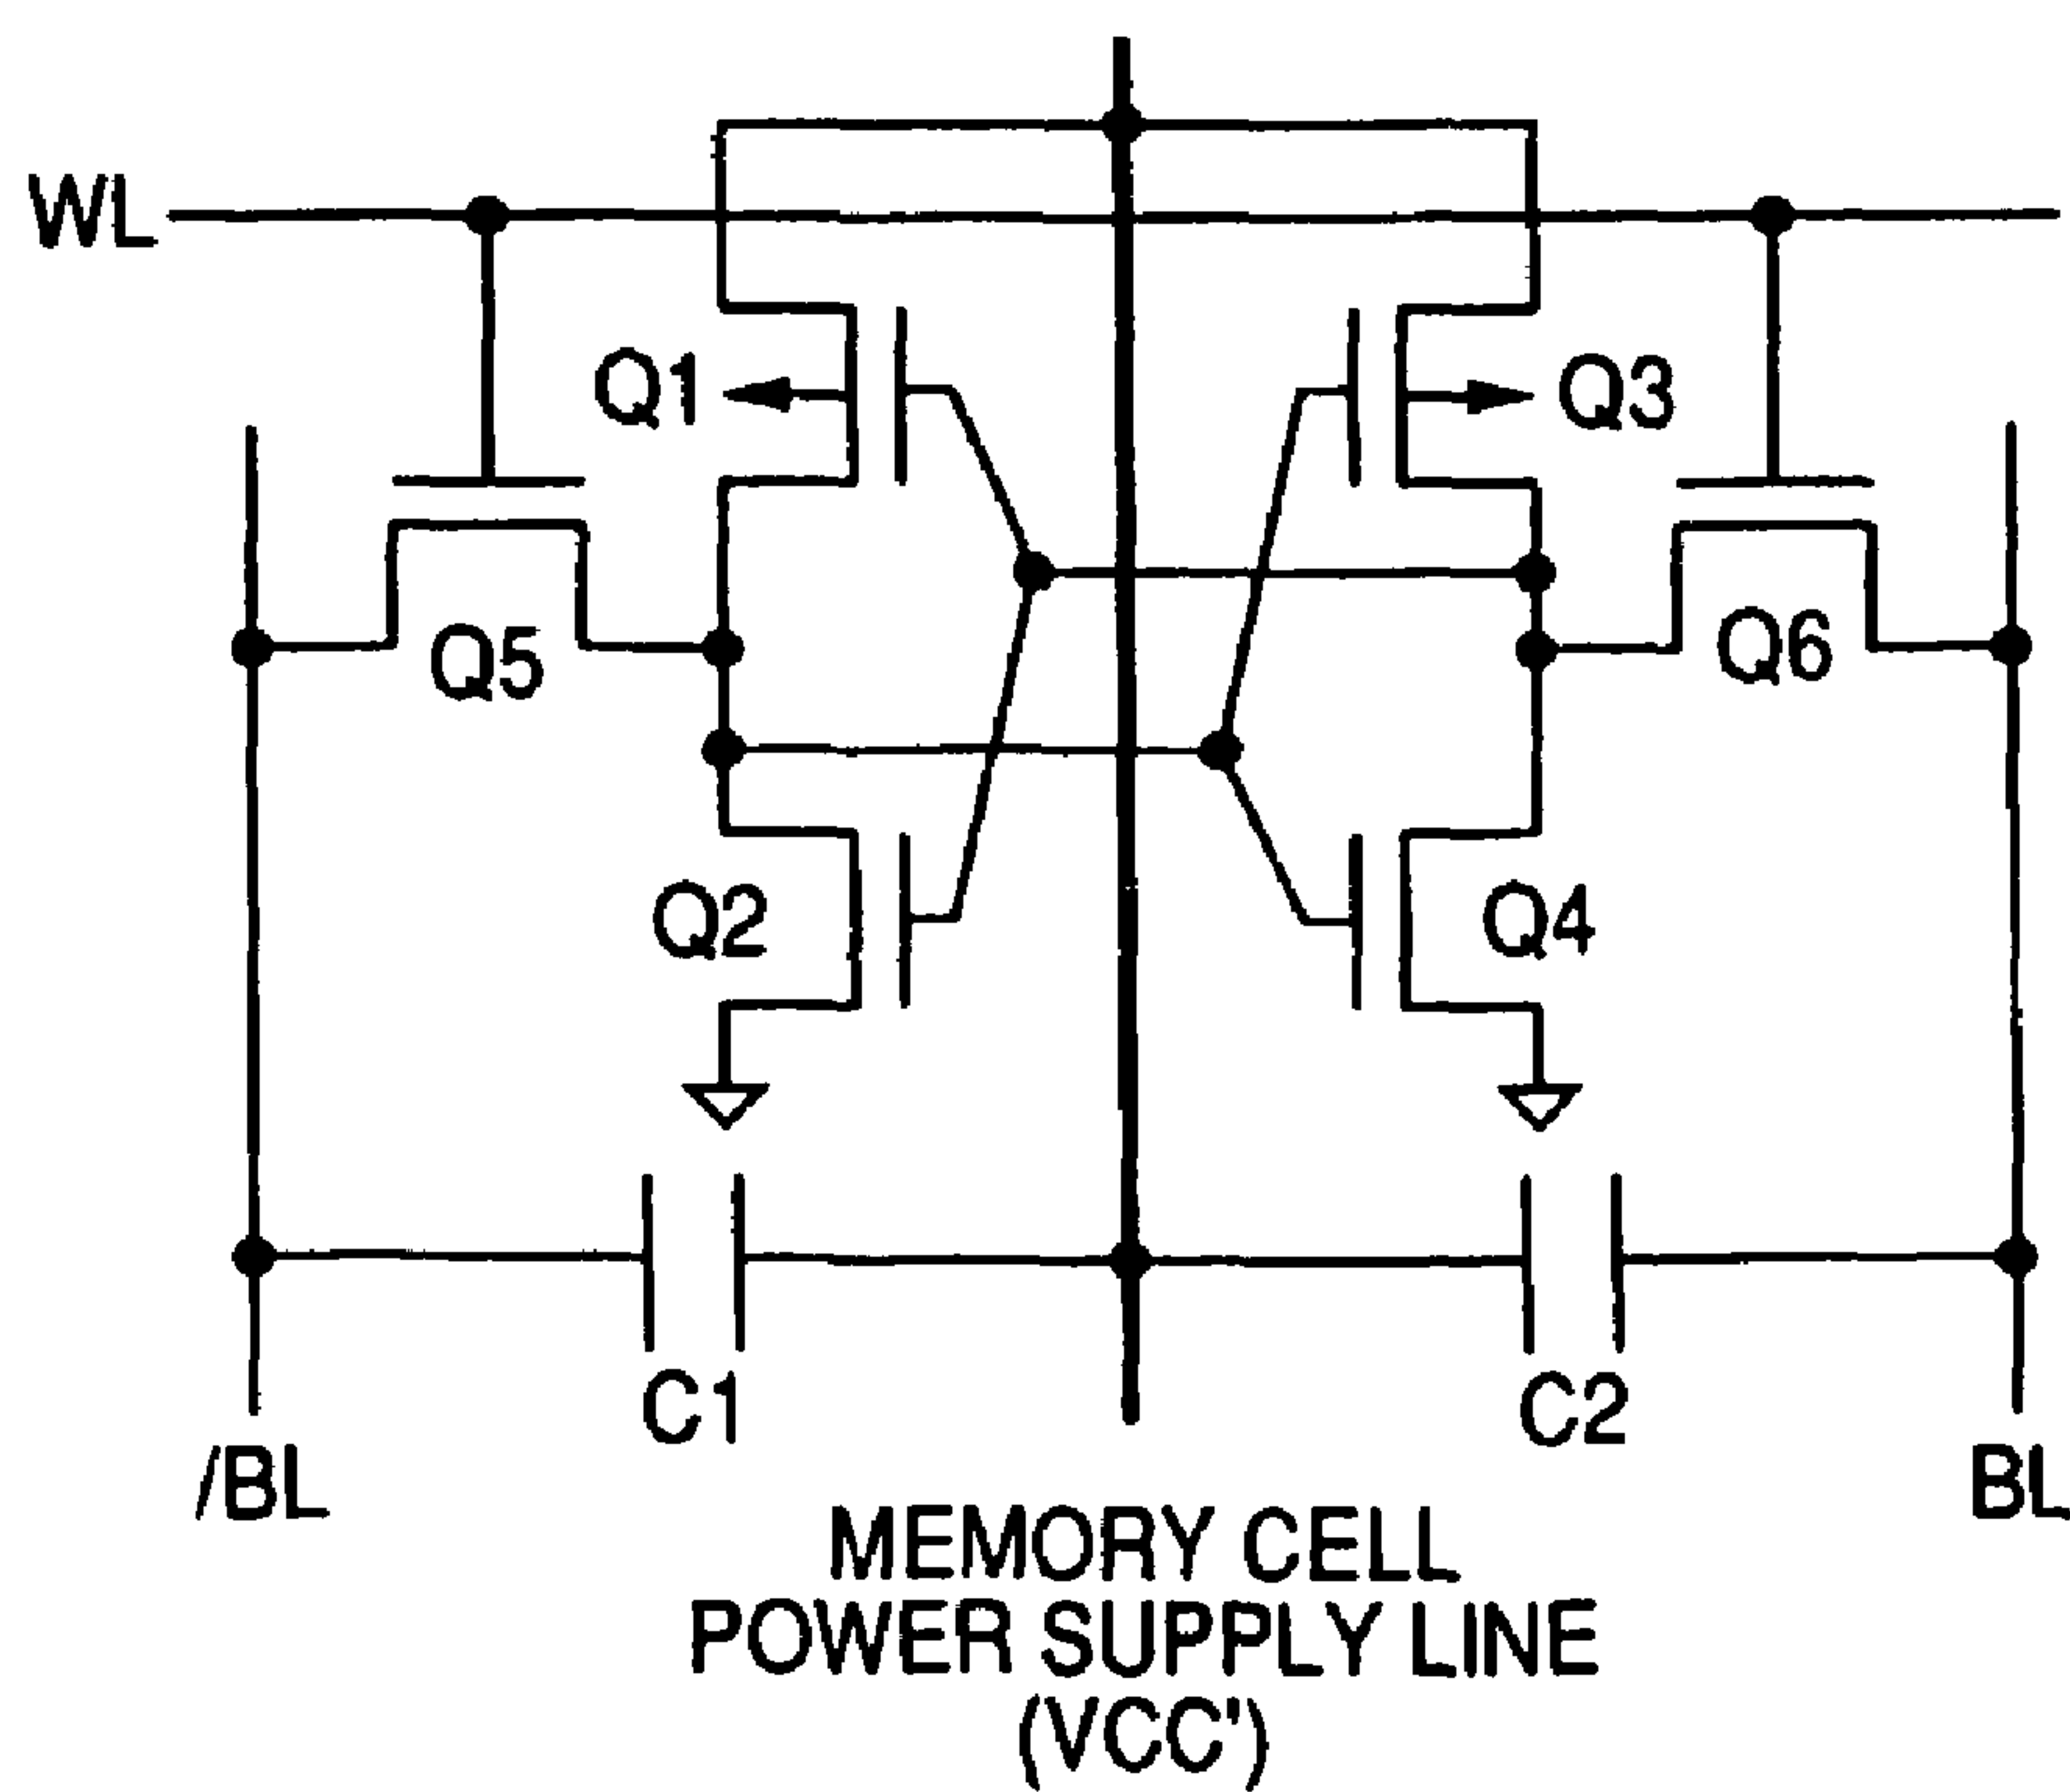 WL
Q1
Q3
Q5
Q6
Q2
Q4
C1
C2
/BL
BL
MEMORY CELL
POWER SUPPLY LINE
(VCC')